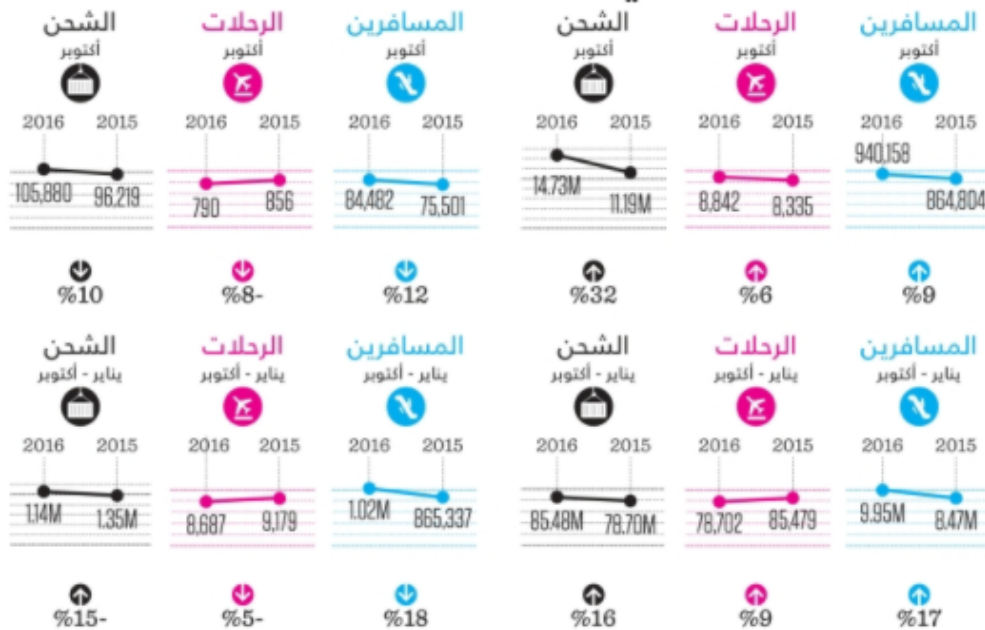 المسافرين
أكتوبر
2015
2016
940,158
864,804
%9
الرحلات
أكتوبر
2015
2016
8,842
8,335
%6
الشحن
أكتوبر
2015
2016
14.73M
11.19M
%32
المسافرين
أكتوبر
2015
2016
84,482
75,501
%12
الرحلات
أكتوبر
2015
2016
790
856
%8-
الشحن
أكتوبر
2015
2016
105,880
96,219
%10
المسافرين
يناير - أكتوبر
2015
2016
9.95M
8.47M
%17
الرحلات
يناير - أكتوبر
2015
2016
78,702
85,479
%9
الشحن
يناير - أكتوبر
2015
2016
85.48M
78.70M
%16
المسافرين
يناير - أكتوبر
2015
2016
1.02M
865,337
%18
الرحلات
يناير - أكتوبر
2015
2016
8,687
9,179
%5-
الشحن
يناير - أكتوبر
2015
2016
1.14M
1.35M
%15-